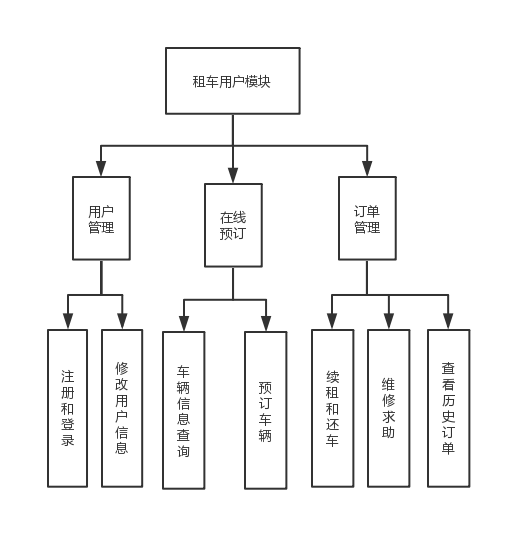 租车用户模块
用户
管理
在线
预订
订单
管理
注册和登录
修改用户信息
车辆信息查询
预订车辆
续租和还车
维修求助
查看历史订单